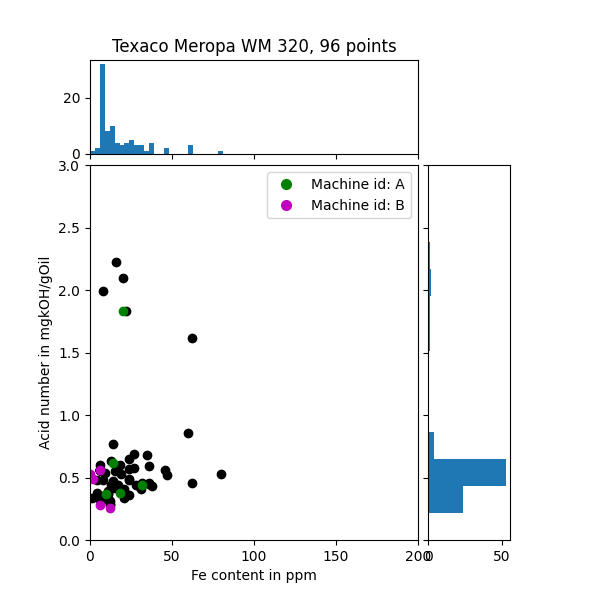 Texaco Meropa WM 320, 96 points
20
0
3.0
2.5
2.0
1.5
1.0
0.5
0.0
Acid number in mgkOH/gOil
Machine id: A
Machine id: B
0 50 100 150 200
Fe content in ppm
0 50